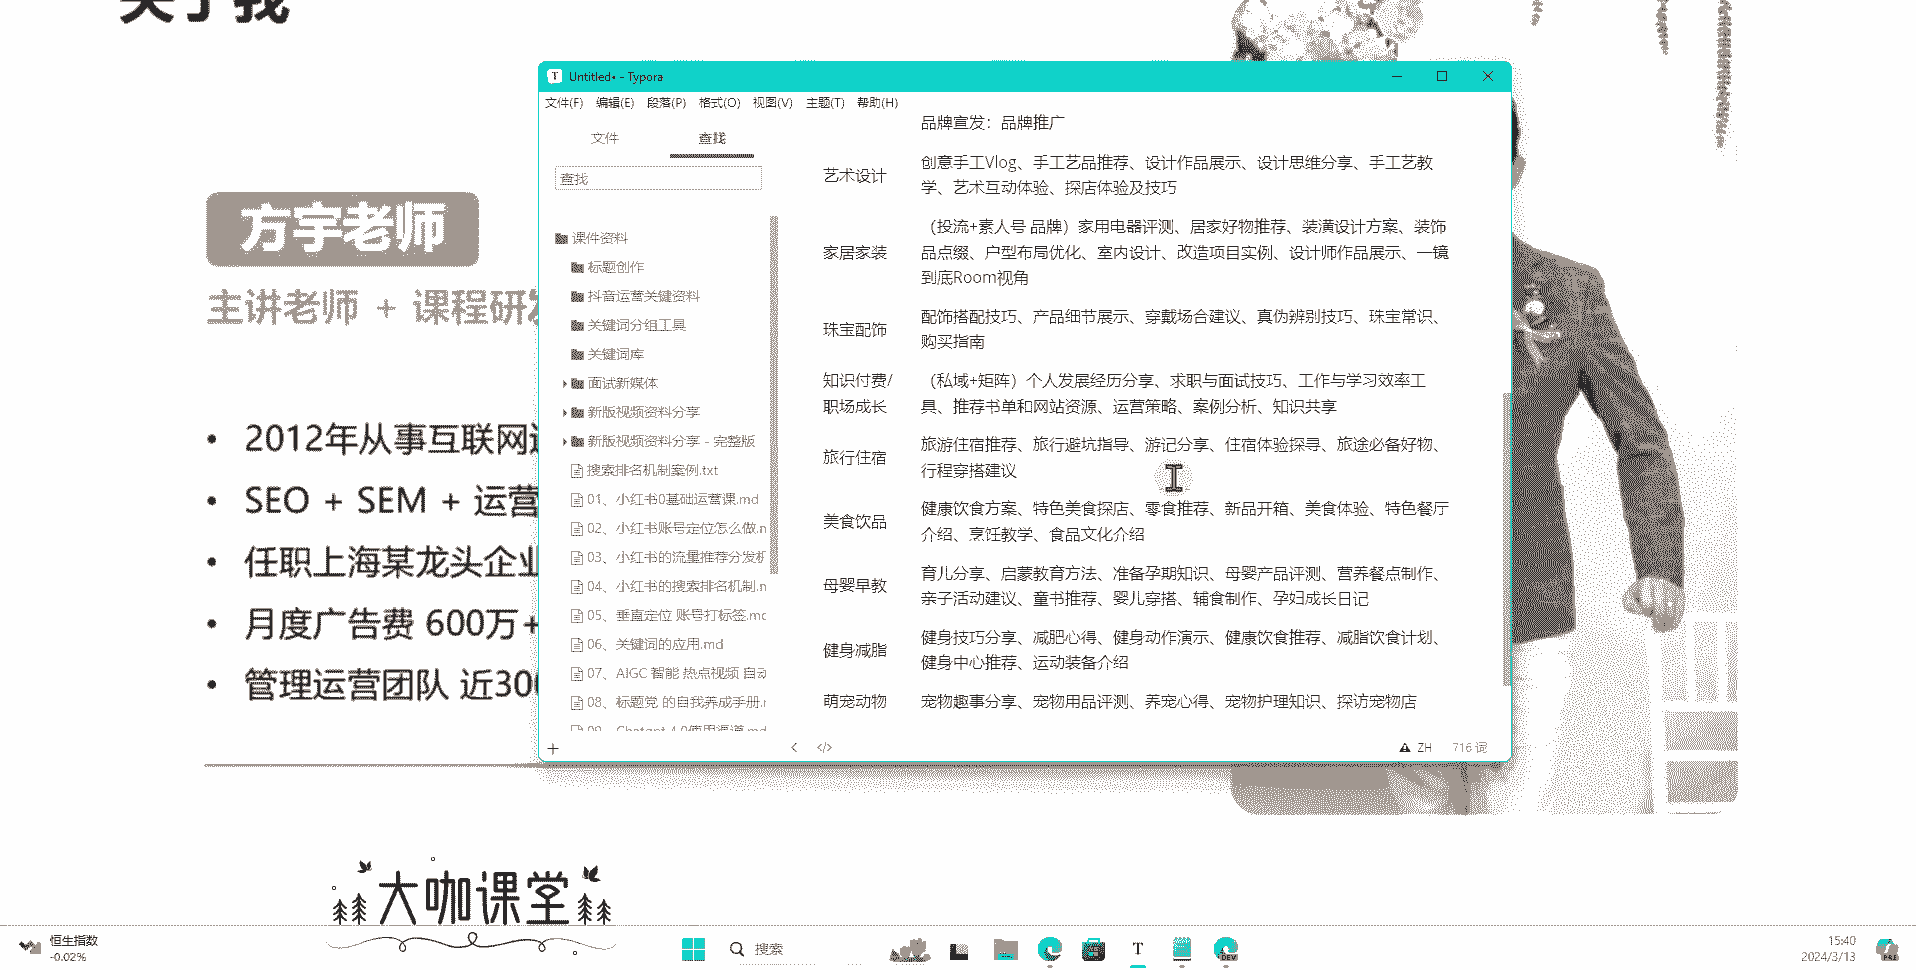 关于我
方宇老师
主讲老师 + 课程研发
2012年从事互联网
SEO + SEM + 运营
任职上海某龙头企业
月度广告费 600万+
管理运营团队 近300
大咖课堂
Untitled• - Typora
文件(F) 编辑(E) 段落(P) 格式(O) 视图(V) 主题(T) 帮助(H)
文件 查找
查找
课件资料
标题创作
抖音运营关键资料
关键词分组工具
关键词库
面试新媒体
新版视频资料分享
新版视频资料分享 - 完整版
搜索排名机制案例.txt
01、小红书0基础运营课.md
02、小红书账号定位怎么做.m
03、小红书的流量推荐分发机
04、小红书的搜索排名机制.m
05、垂直定位 账号打标签.md
06、关键词的应用.md
07、AIGC 智能 热点视频 自动
08、标题党 的自我养成手册.r
09、Chatgpt 4.0使用渠道.md
品牌宣发：品牌推广
艺术设计
创意手工Vlog、手工艺品推荐、设计作品展示、设计思维分享、手工艺教
学、艺术互动体验、探店体验及技巧
家居家装
（投流+素人号 品牌）家用电器评测、居家好物推荐、装潢设计方案、装饰
品点缀、户型布局优化、室内设计、改造项目实例、设计师作品展示、一镜
到底Room视角
珠宝配饰
配饰搭配技巧、产品细节展示、穿戴场合建议、真伪辨别技巧、珠宝常识、
购买指南
知识付费/
职场成长
（私域+矩阵）个人发展经历分享、求职与面试技巧、工作与学习效率工
具、推荐书单和网站资源、运营策略、案例分析、知识共享
旅行住宿
旅游住宿推荐、旅行避坑指导、游记分享、住宿体验探寻、旅途必备好物、
行程穿搭建议
美食饮品
健康饮食方案、特色美食探店、零食推荐、新品开箱、美食体验、特色餐厅
介绍、烹饪教学、食品文化介绍
母婴早教
育儿分享、启蒙教育方法、准备孕期知识、母婴产品评测、营养餐点制作、
亲子活动建议、童书推荐、婴儿穿搭、辅食制作、孕妇成长日记
健身减脂
健身技巧分享、减肥心得、健身动作演示、健康饮食推荐、减脂饮食计划、
健身中心推荐、运动装备介绍
萌宠动物
宠物趣事分享、宠物用品评测、养宠心得、宠物护理知识、探访宠物店
ZH 716 词
恒生指数
-0.02%
搜索
15:40
2024/3/13